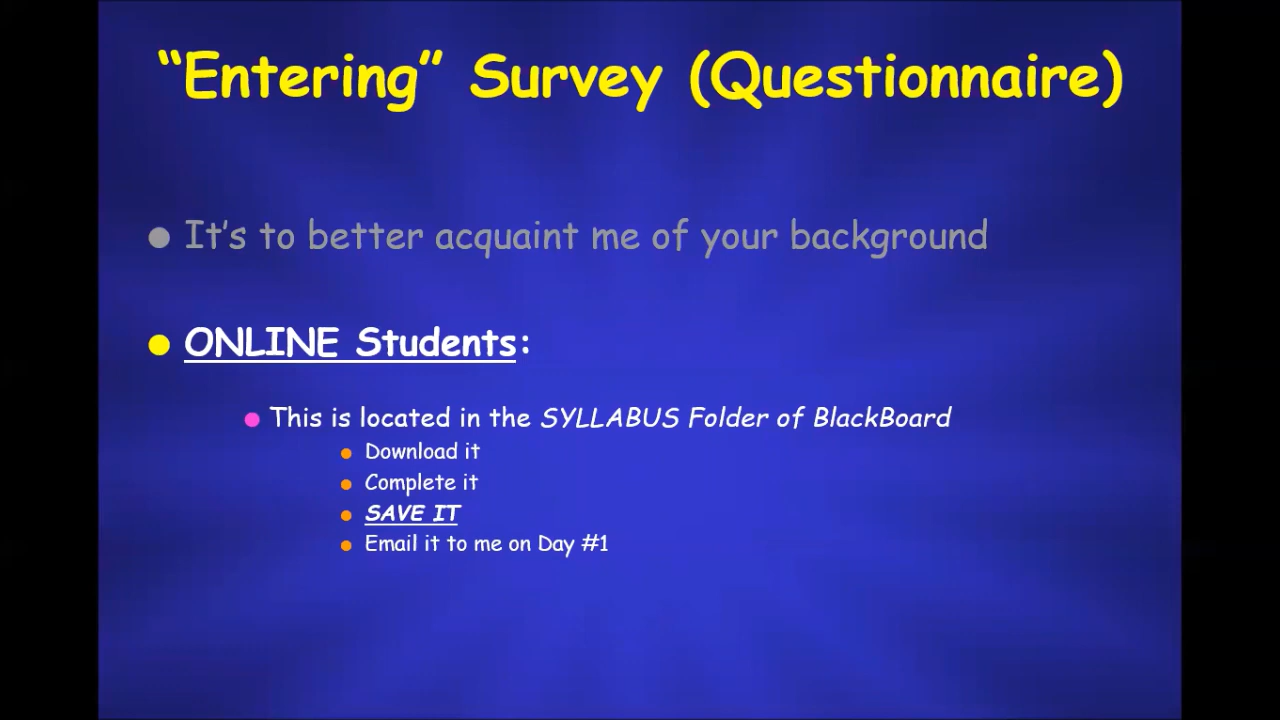 “Entering” Survey (Questionnaire)
It’s to better acquaint me of your background
ONLINE Students:
This is located in the SYLLABUS Folder of BlackBoard
Download it
Complete it
SAVE IT
Email it to me on Day #1